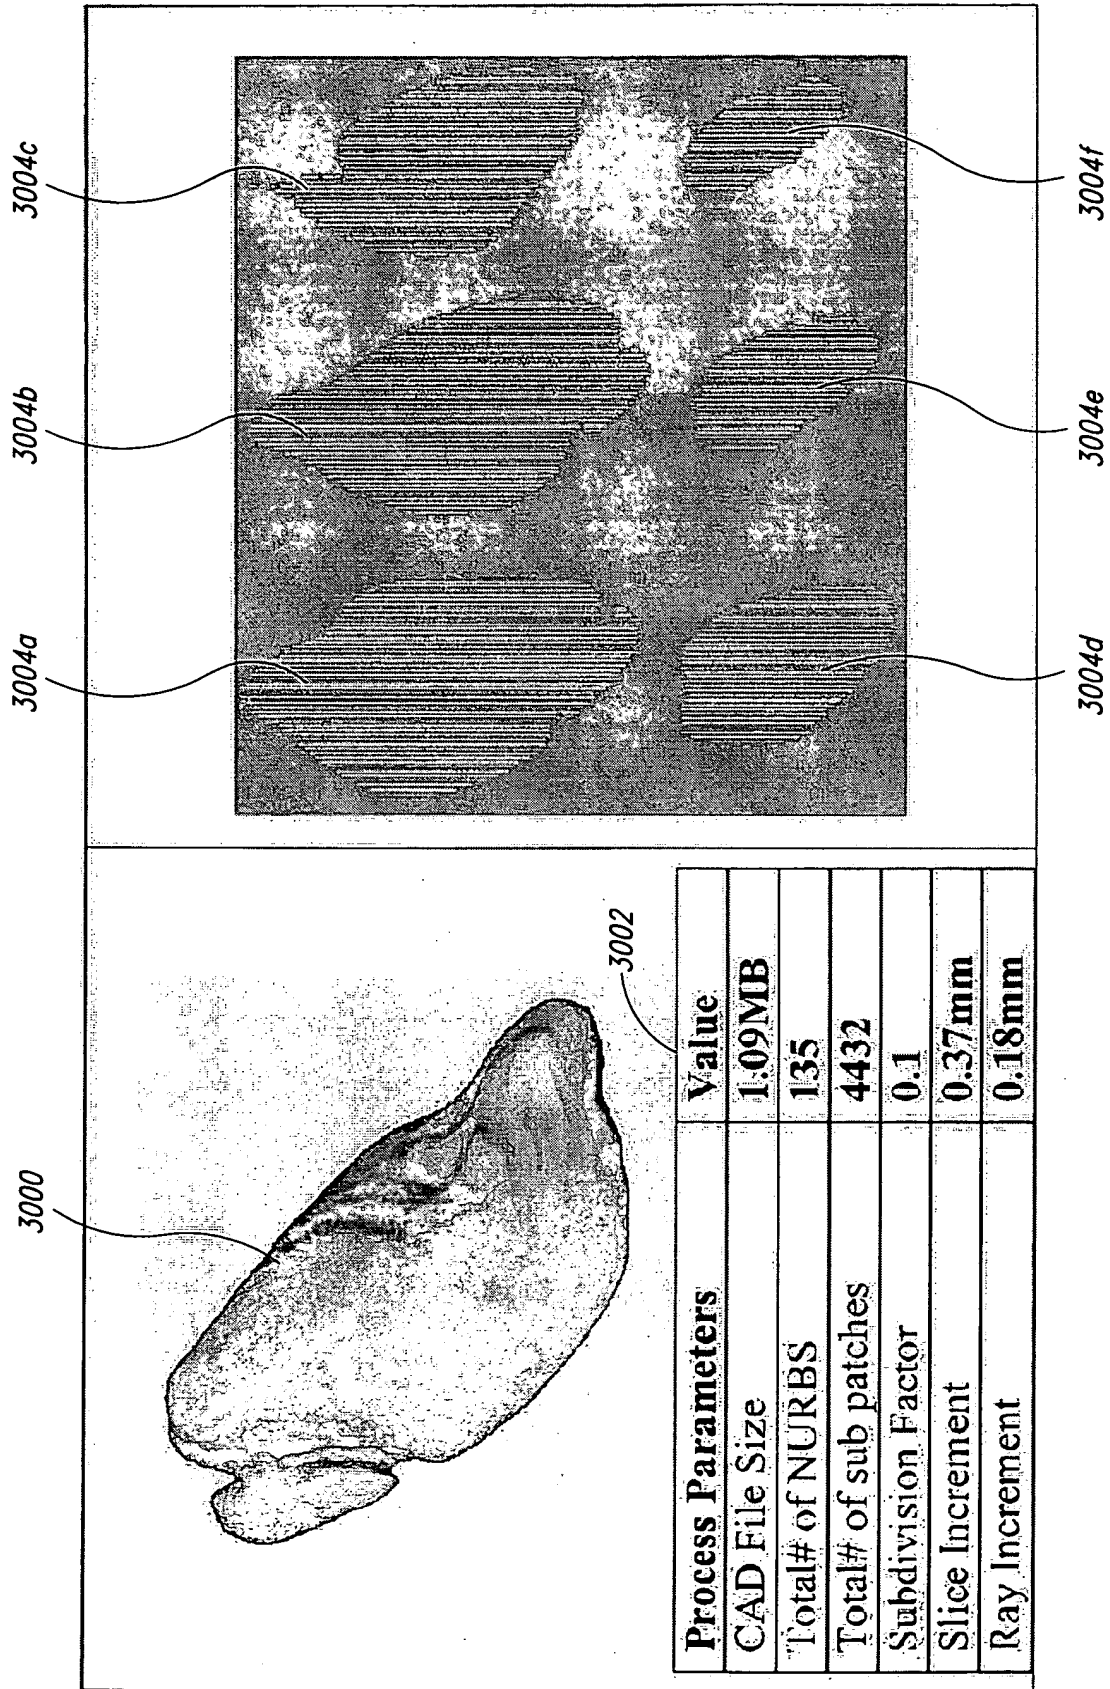 3000
3002
Process Parameters Value
CAD File Size 1.09MB
Total# of NURBS 135
Total# of sub patches 4432
Subdivision Factor 0.1
Slice Increment 0.37mm
Ray Increment 0.18mm
3004a
3004b
3004c
3004d
3004e
3004f